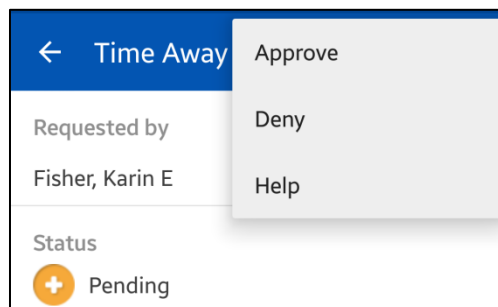 Time Away
Approve
Deny
Help
Requested by
Fisher, Karin E
Status
Pending